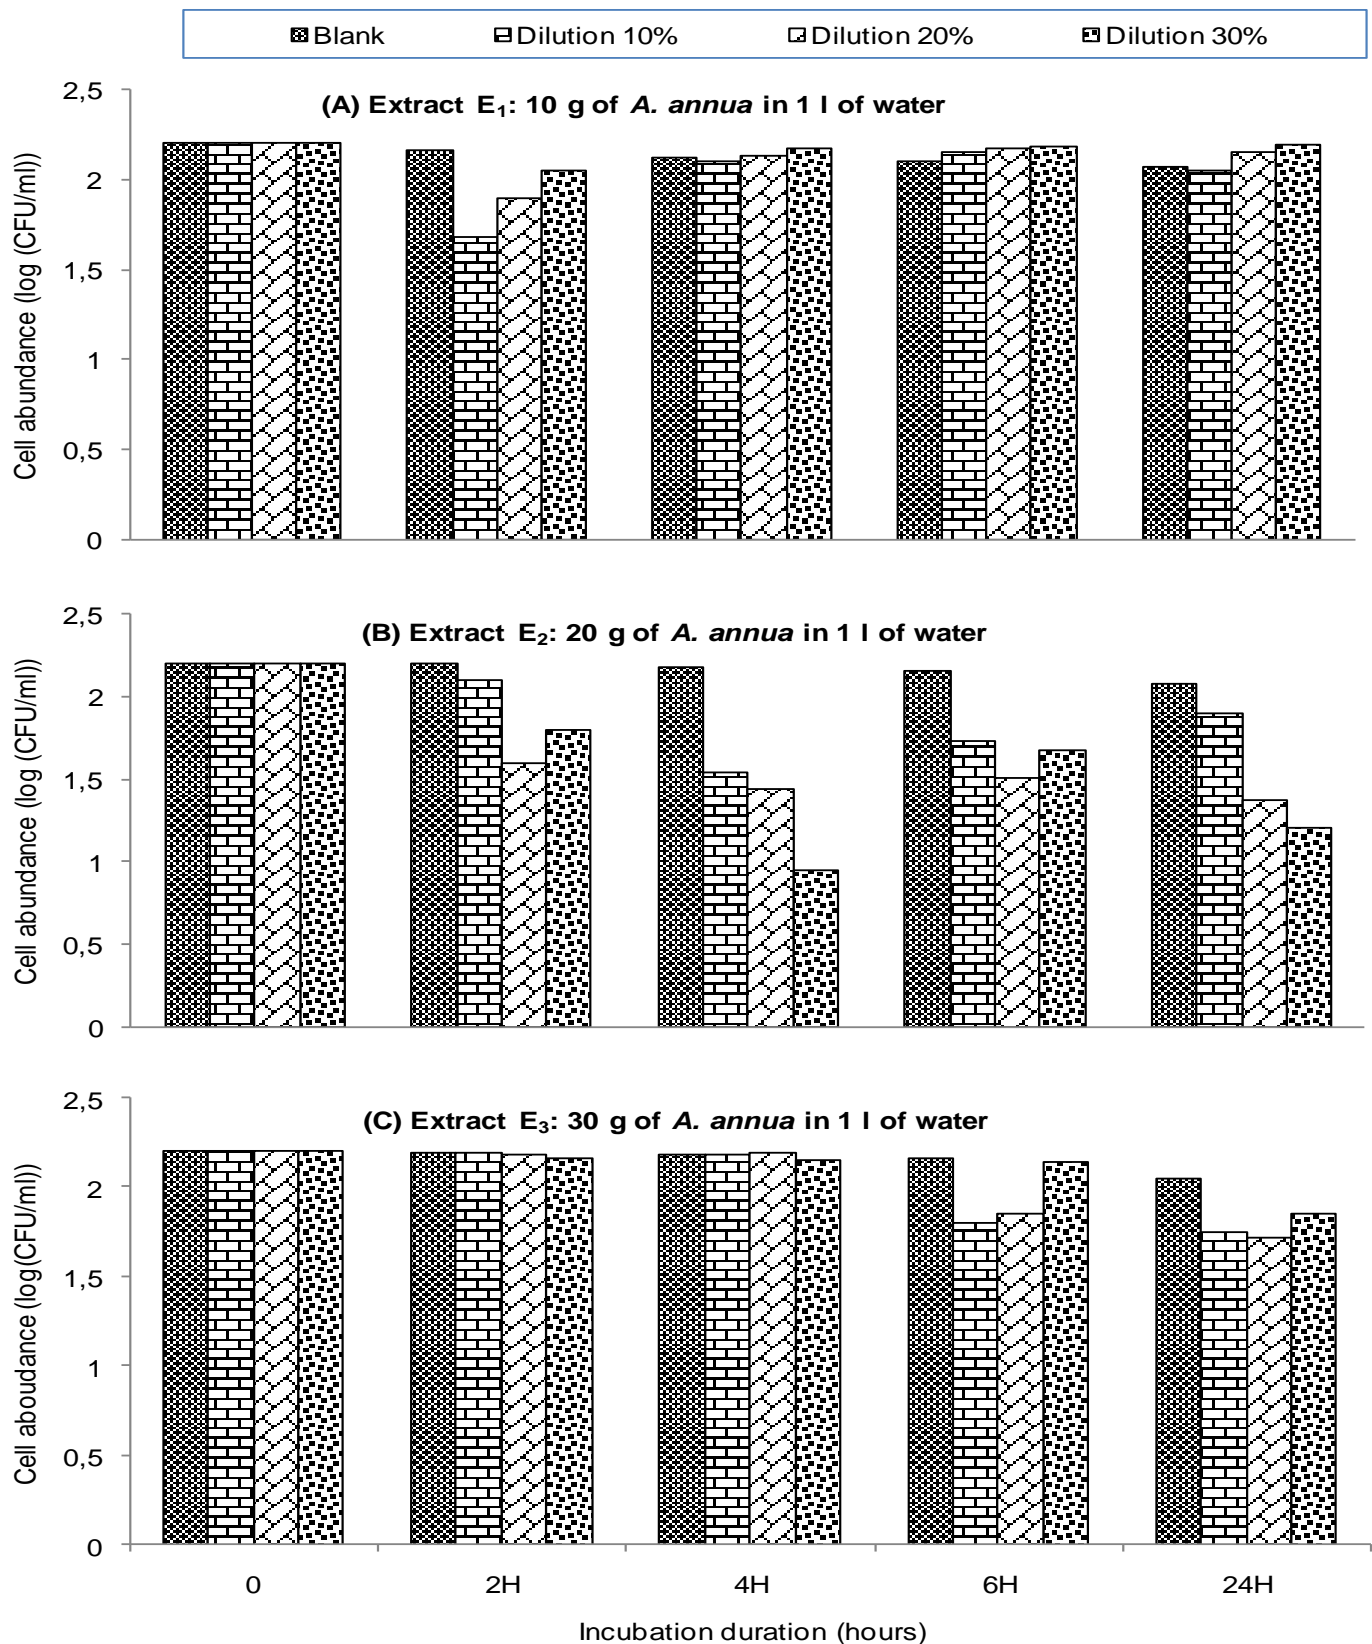 Blank Dilution 10% Dilution 20% Dilution 30%
(A) Extract E₁: 10 g of A. annua in 1 l of water
Cell abundance (log (CFU/ml))
2,5
2
1,5
1
0,5
0
(B) Extract E₂: 20 g of A. annua in 1 l of water
Cell abundance (log (CFU/ml))
2,5
2
1,5
1
0,5
0
(C) Extract E₃: 30 g of A. annua in 1 l of water
Cell aboudance (log(CFU/ml))
2,5
2
1,5
1
0,5
0
0 2H 4H 6H 24H
Incubation duration (hours)